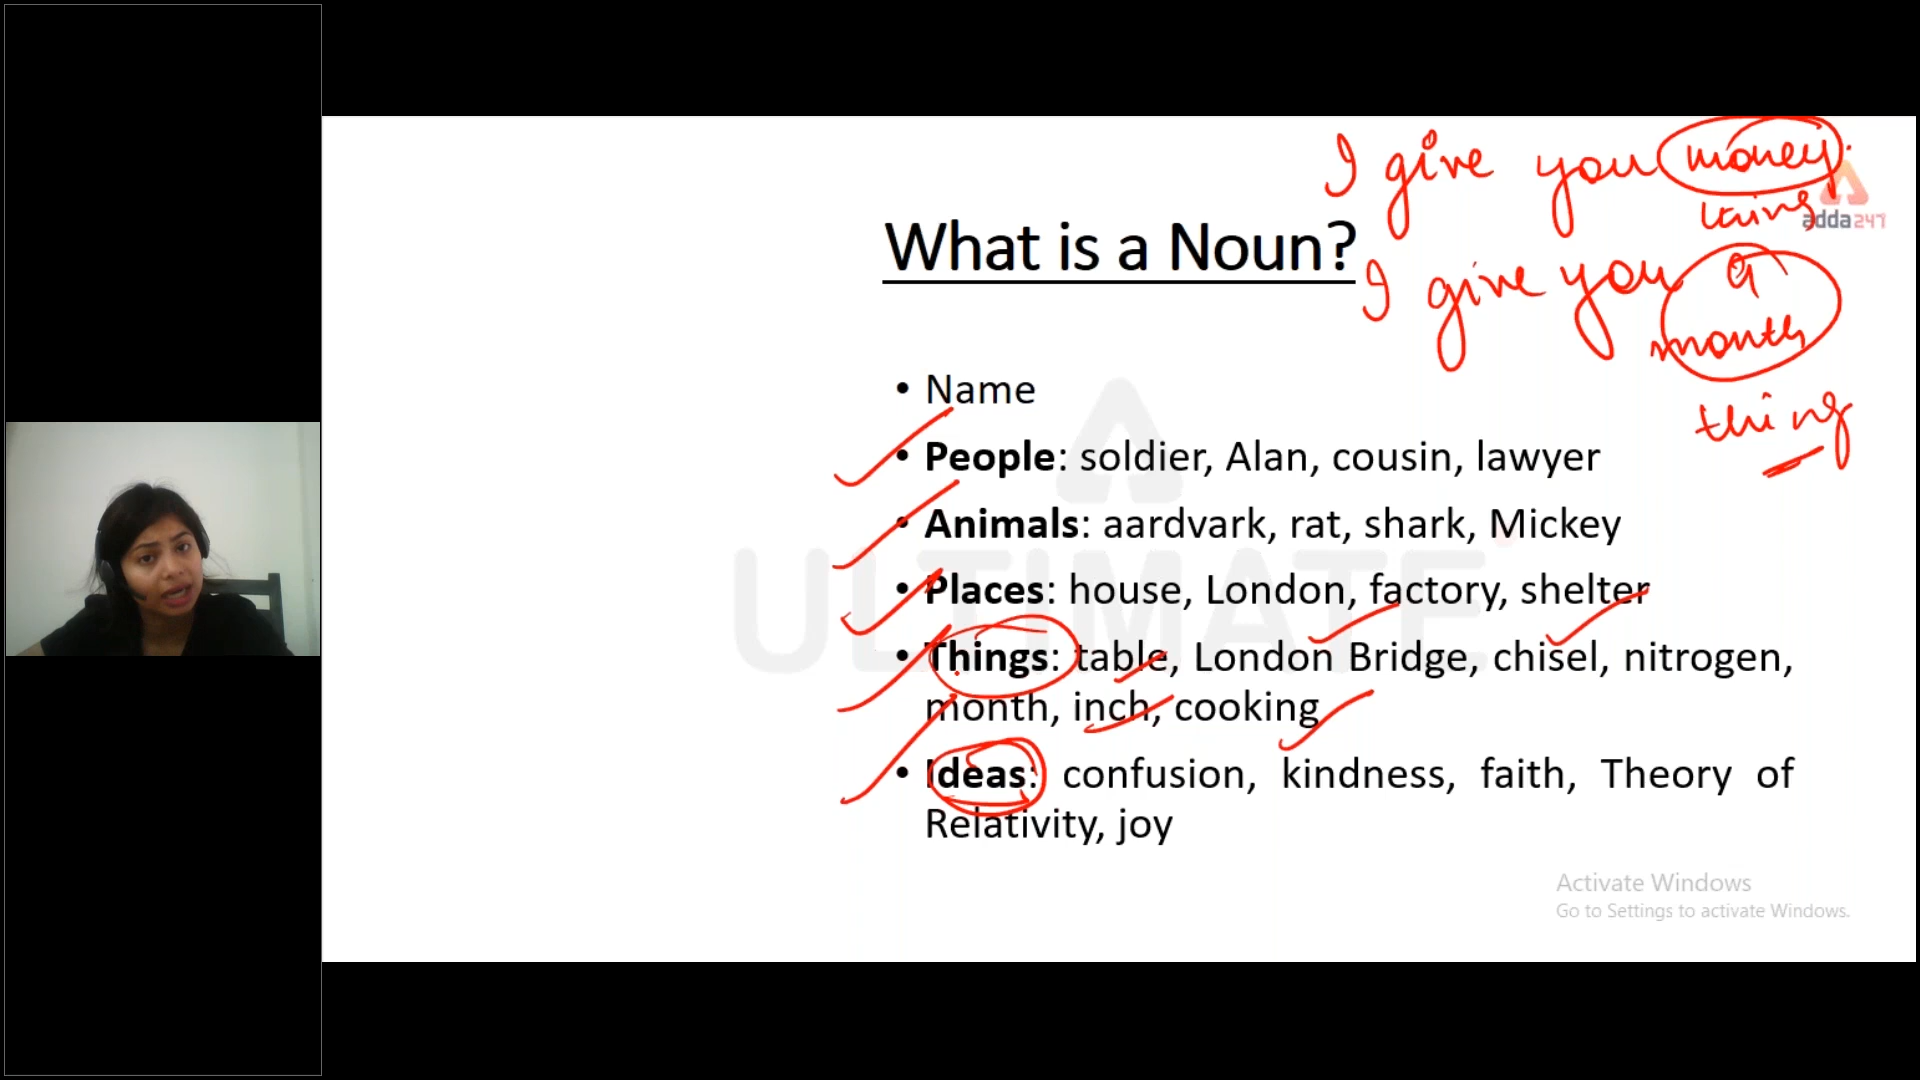 I give you money.
thing
adda247
What is a Noun?
I give you a
month
thing
• Name
• People: soldier, Alan, cousin, lawyer
• Animals: aardvark, rat, shark, Mickey
ULTIMATE
• Places: house, London, factory, shelter
• Things: table, London Bridge, chisel, nitrogen,
month, inch, cooking
• Ideas: confusion, kindness, faith, Theory of
Relativity, joy
Activate Windows
Go to Settings to activate Windows.